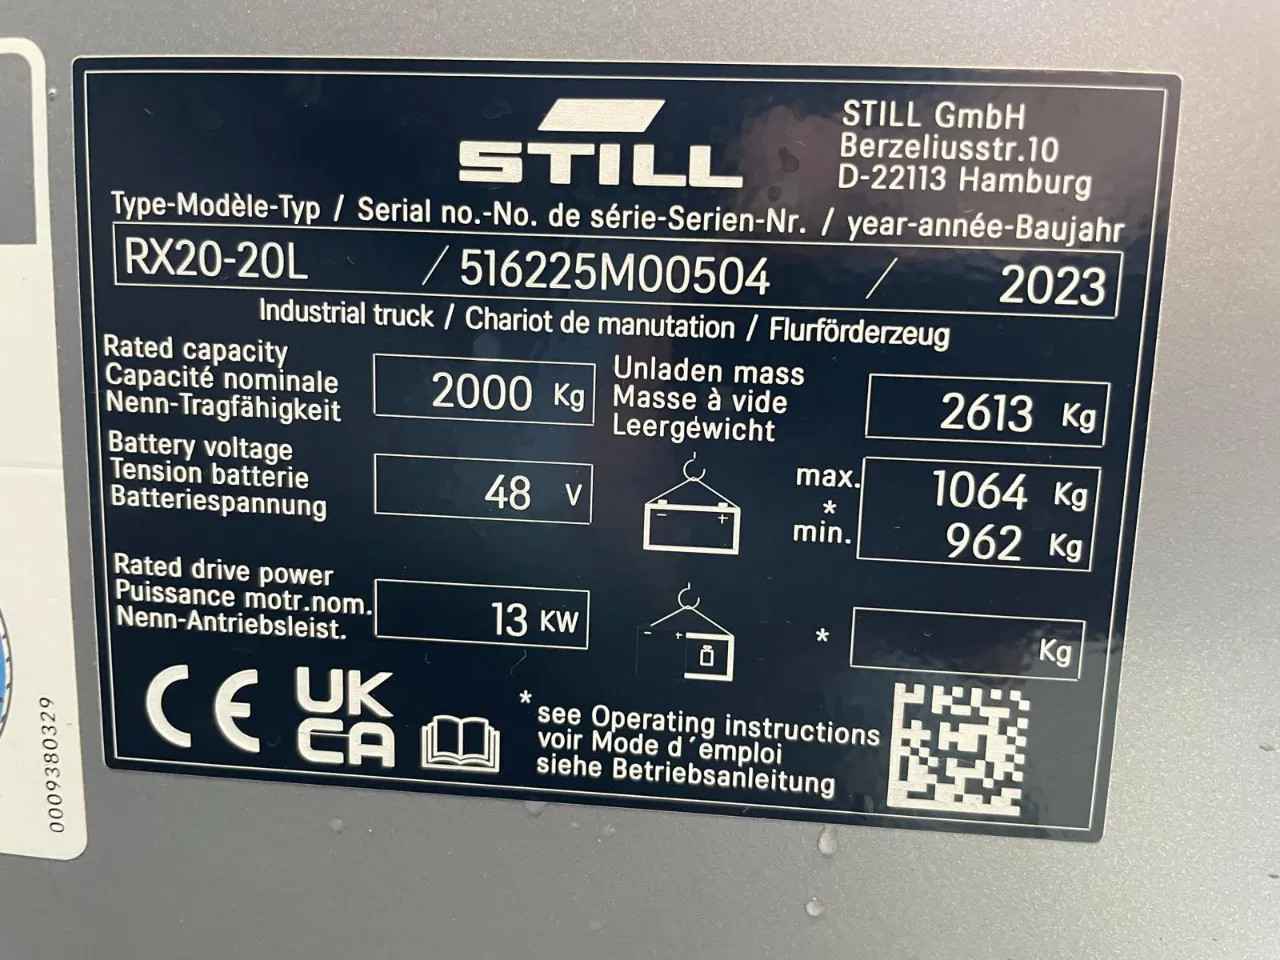 STILL
STILL GmbH
Berzeliusstr.10
D-22113 Hamburg
Type-Modèle-Typ / Serial no.-No. de série-Serien-Nr. / year-année-Baujahr
RX20-20L / 516225M00504 / 2023
Industrial truck / Chariot de manutation / Flurförderzeug
Rated capacity
Capacité nominale
Nenn-Tragfähigkeit
2000 Kg
Unladen mass
Masse à vide
Leergewicht
2613 Kg
Battery voltage
Tension batterie
Batteriespannung
48 V
- +
max.
*
min.
1064 Kg
962 Kg
Rated drive power
Puissance motr.nom.
Nenn-Antriebsleist.
13 KW
- +
* Kg
CE
UK
CA
* see Operating instructions
voir Mode d´emploi
siehe Betriebsanleitung
0009380329